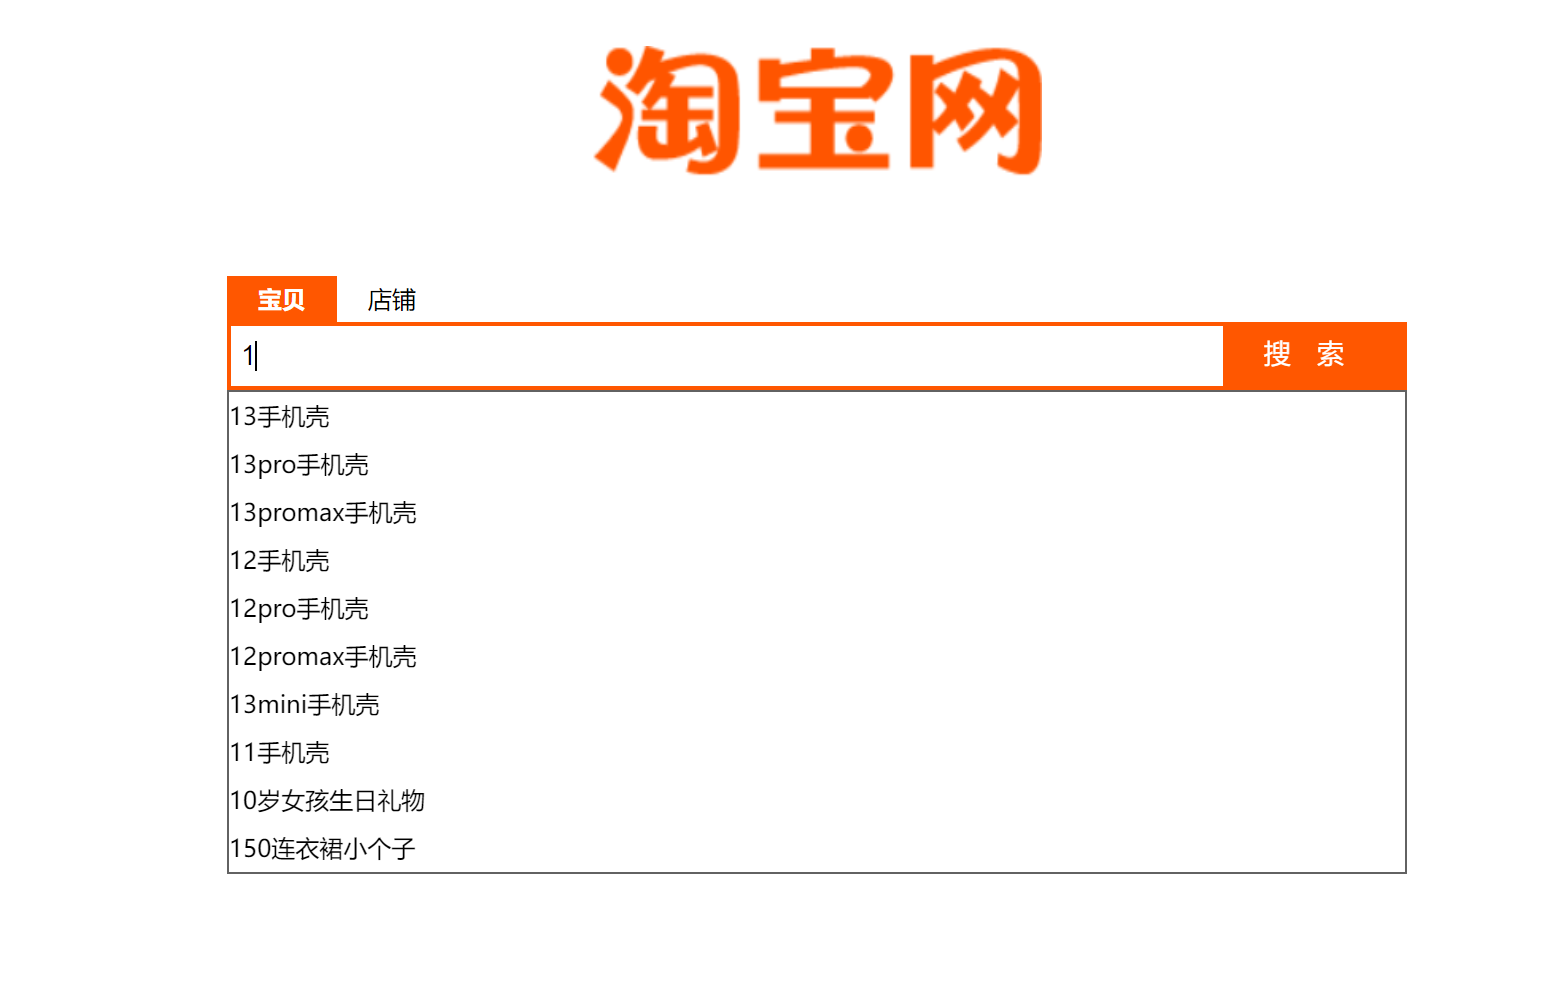 淘宝网
宝贝 店铺
1 搜 索
13手机壳
13pro手机壳
13promax手机壳
12手机壳
12pro手机壳
12promax手机壳
13mini手机壳
11手机壳
10岁女孩生日礼物
150连衣裙小个子